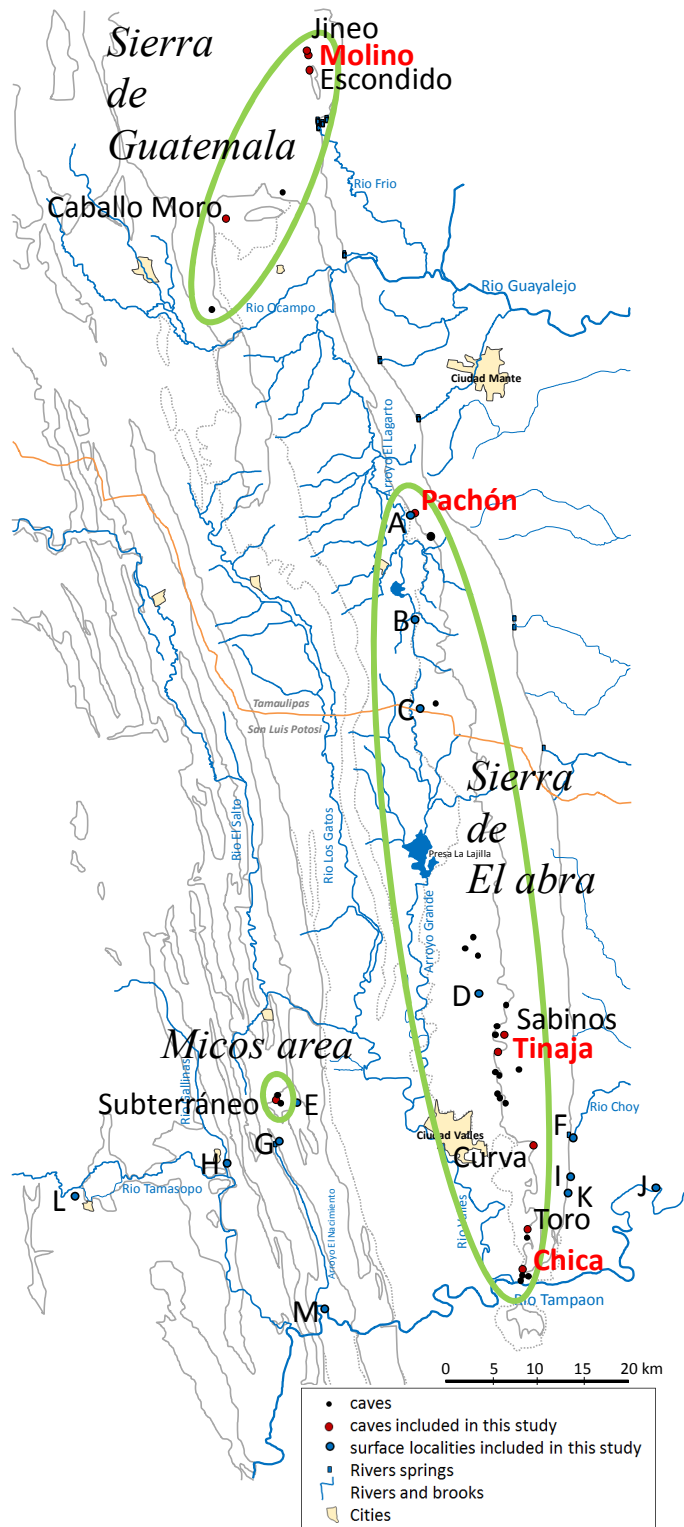 Jineo
Sierra
de
Guatemala
Molino
Escondido
Rio Frio
Caballo Moro
Rio Guayalejo
Rio Ocampo
Ciudad Mante
Arroyo El Lagarto
Pachón
A
B
C
Tamaulipas
San Luis Potosi
Sierra
de
El abra
Rio El Salto
Rio Los Gatos
Presa La Lajilla
Arroyo Grande
D
Sabinos
Tinaja
Micos area
Rio Gallinas
Subterráneo
E
Rio Choy
F
Ciudad Valles
Curva
G
H
I
J
K
L
Rio Tamasopo
Arroyo El Nacimiento
Rio Valles
Toro
Chica
M
Rio Tampaon
0 5 10 20 km
caves
caves included in this study
surface localities included in this study
Rivers springs
Rivers and brooks
Cities